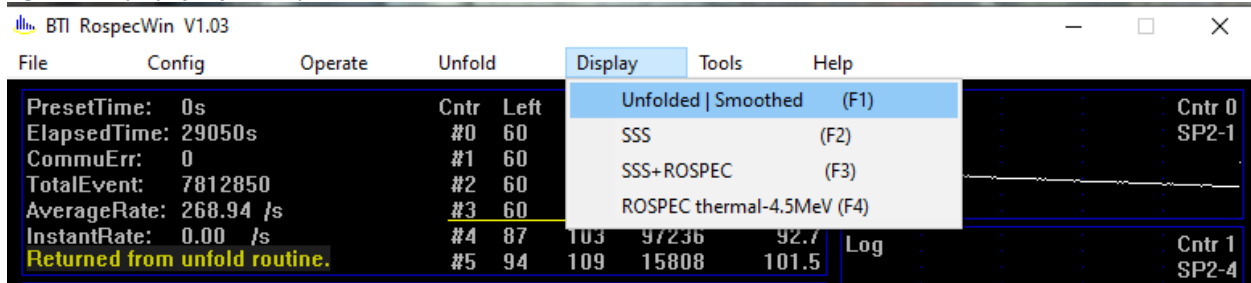 BTI RospecWin V1.03
File Config Operate Unfold Display Tools Help
PresetTime: 0s
ElapsedTime: 29050s
CommuErr: 0
TotalEvent: 7812850
AverageRate: 268.94 /s
InstantRate: 0.00 /s
Returned from unfold routine.
Cntr Left
#0 60
#1 60
#2 60
#3 60
#4 87 103 97236 92.7
#5 94 109 15808 101.5
Unfolded | Smoothed (F1)
SSS (F2)
SSS+ROSPEC (F3)
ROSPEC thermal-4.5MeV (F4)
Cntr 0
SP2-1
Log
Cntr 1
SP2-4